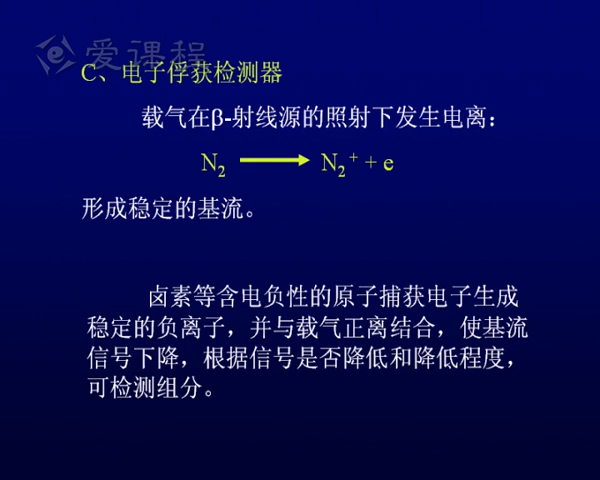 爱课程
C、电子俘获检测器
载气在β-射线源的照射下发生电离：
N₂ ⟶ N₂⁺ + e
形成稳定的基流。
卤素等含电负性的原子捕获电子生成
稳定的负离子，并与载气正离结合，使基流
信号下降，根据信号是否降低和降低程度，
可检测组分。